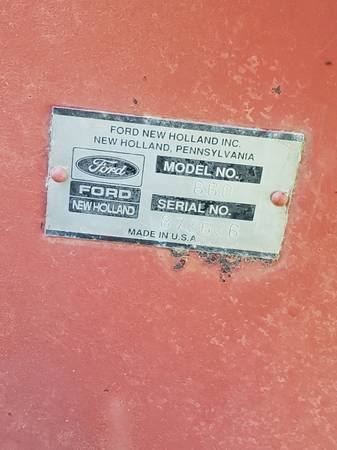 FORD NEW HOLLAND INC.
NEW HOLLAND, PENNSYLVANIA
Ford
MODEL NO.
660
FORD
NEW HOLLAND
SERIAL NO.
MADE IN U.S.A.